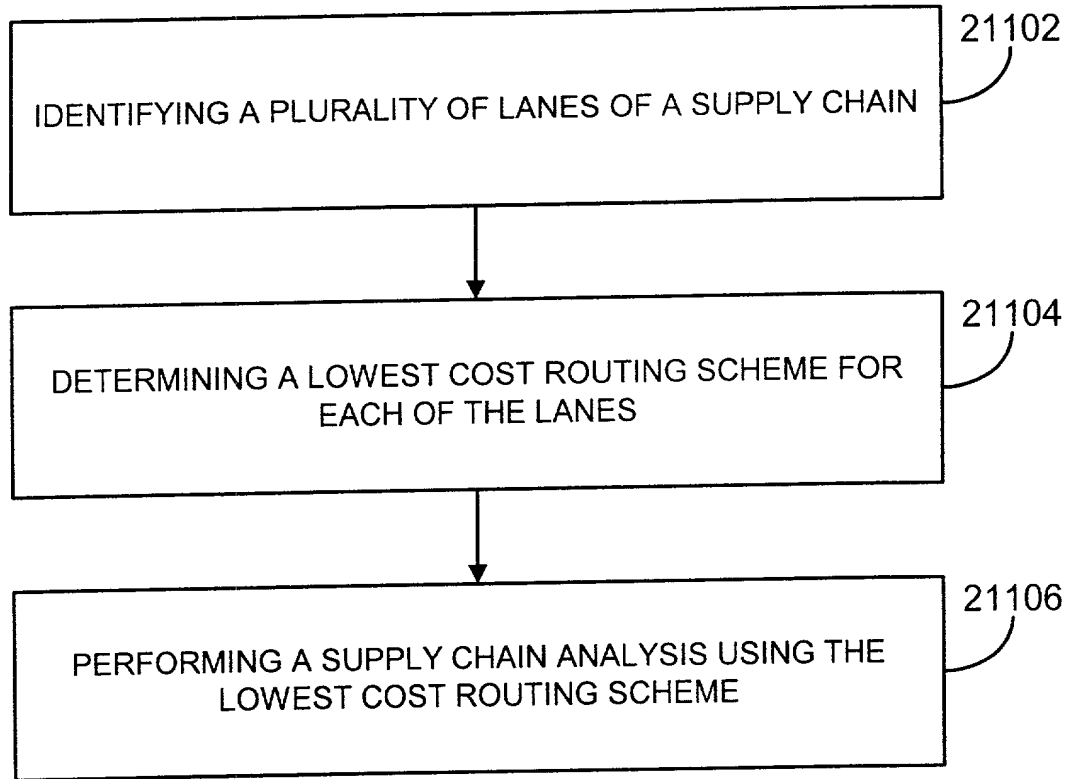 21102
IDENTIFYING A PLURALITY OF LANES OF A SUPPLY CHAIN
21104
DETERMINING A LOWEST COST ROUTING SCHEME FOR
EACH OF THE LANES
21106
PERFORMING A SUPPLY CHAIN ANALYSIS USING THE
LOWEST COST ROUTING SCHEME